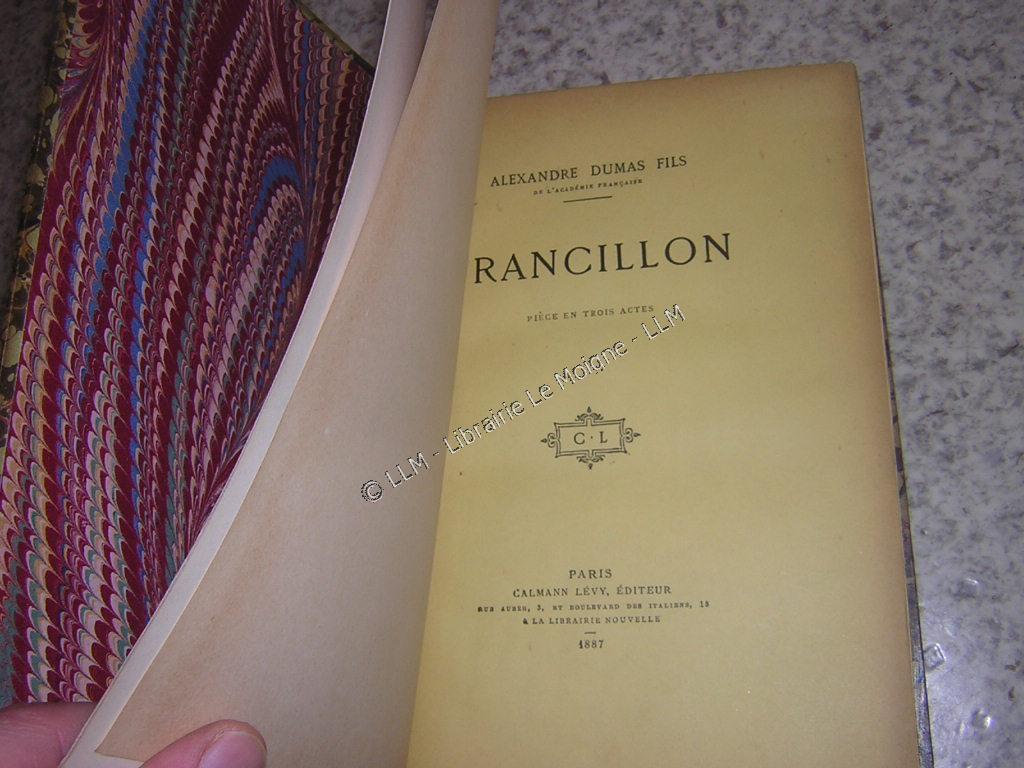 ALEXANDRE DUMAS FILS
DE L'ACADÉMIE FRANÇAISE
RANCILLON
PIÈCE EN TROIS ACTES
© LLM - Librairie Le Moigne - LLM
C·L
PARIS
CALMANN LÉVY, ÉDITEUR
RUE AUBER, 3, ET BOULEVARD DES ITALIENS, 15
A LA LIBRAIRIE NOUVELLE
1887